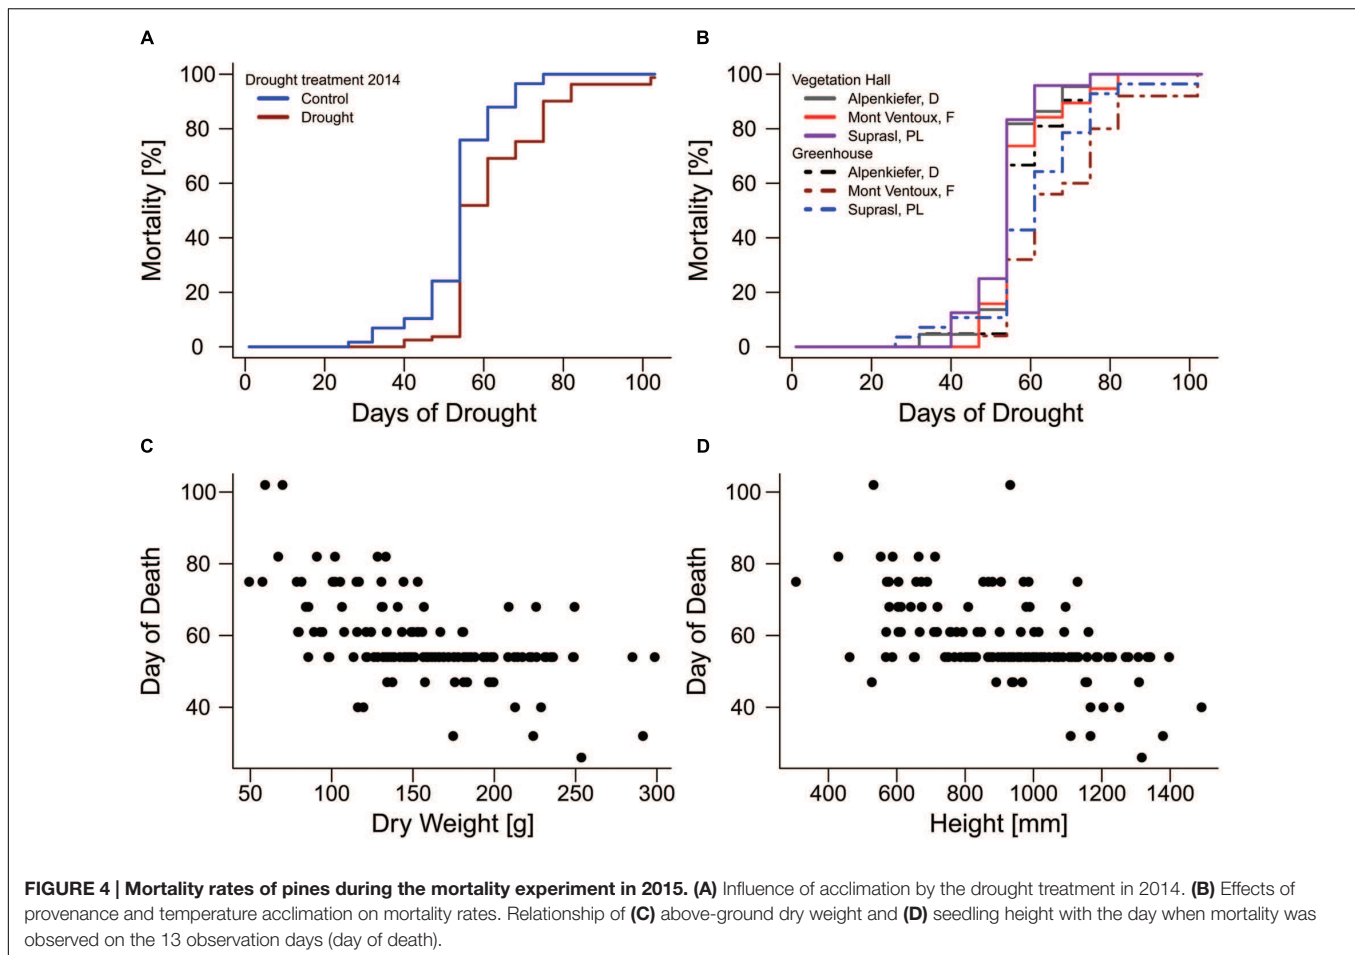 A
Drought treatment 2014
Control
Drought
100
80
60
40
20
0
Mortality [%]
0 20 40 60 80 100
Days of Drought
B
Vegetation Hall
Alpenkiefer, D
Mont Ventoux, F
Suprasl, PL
Greenhouse
Alpenkiefer, D
Mont Ventoux, F
Suprasl, PL
100
80
60
40
20
0
Mortality [%]
0 20 40 60 80 100
Days of Drought
C
100
80
60
40
Day of Death
50 100 150 200 250 300
Dry Weight [g]
D
100
80
60
40
Day of Death
400 600 800 1000 1200 1400
Height [mm]
FIGURE 4 | Mortality rates of pines during the mortality experiment in 2015. (A) Influence of acclimation by the drought treatment in 2014. (B) Effects of
provenance and temperature acclimation on mortality rates. Relationship of (C) above-ground dry weight and (D) seedling height with the day when mortality was
observed on the 13 observation days (day of death).